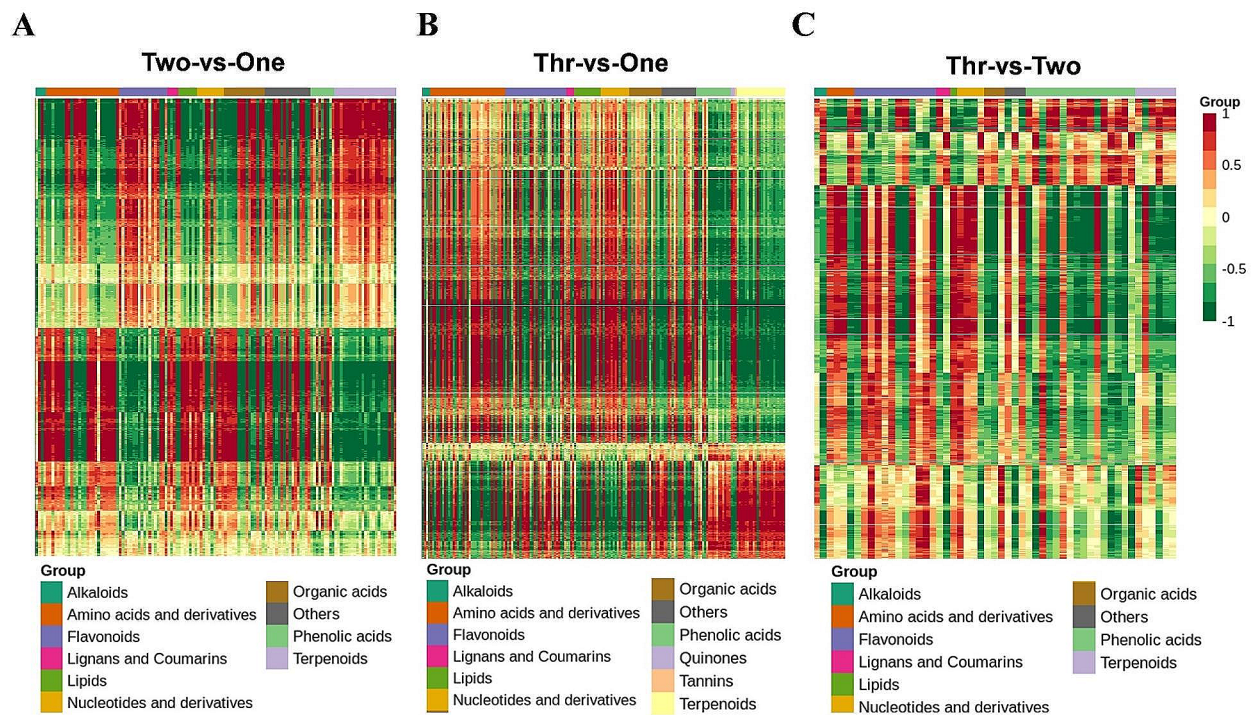 A
B
C
Two-vs-One
Thr-vs-One
Thr-vs-Two
Group
1
0.5
0
-0.5
-1
Group
Alkaloids
Amino acids and derivatives
Flavonoids
Lignans and Coumarins
Lipids
Nucleotides and derivatives
Organic acids
Others
Phenolic acids
Terpenoids
Group
Alkaloids
Amino acids and derivatives
Flavonoids
Lignans and Coumarins
Lipids
Nucleotides and derivatives
Organic acids
Others
Phenolic acids
Quinones
Tannins
Terpenoids
Group
Alkaloids
Amino acids and derivatives
Flavonoids
Lignans and Coumarins
Lipids
Nucleotides and derivatives
Organic acids
Others
Phenolic acids
Terpenoids